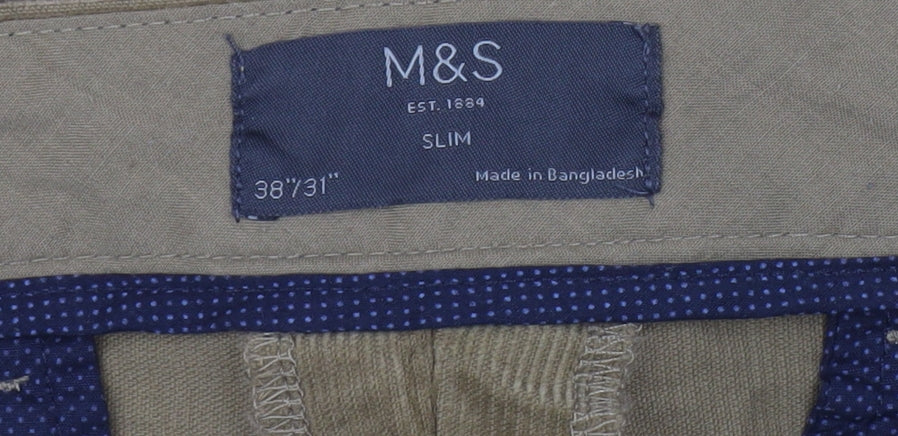 M&S
EST. 1884
SLIM
38"/31"
Made in Bangladesh